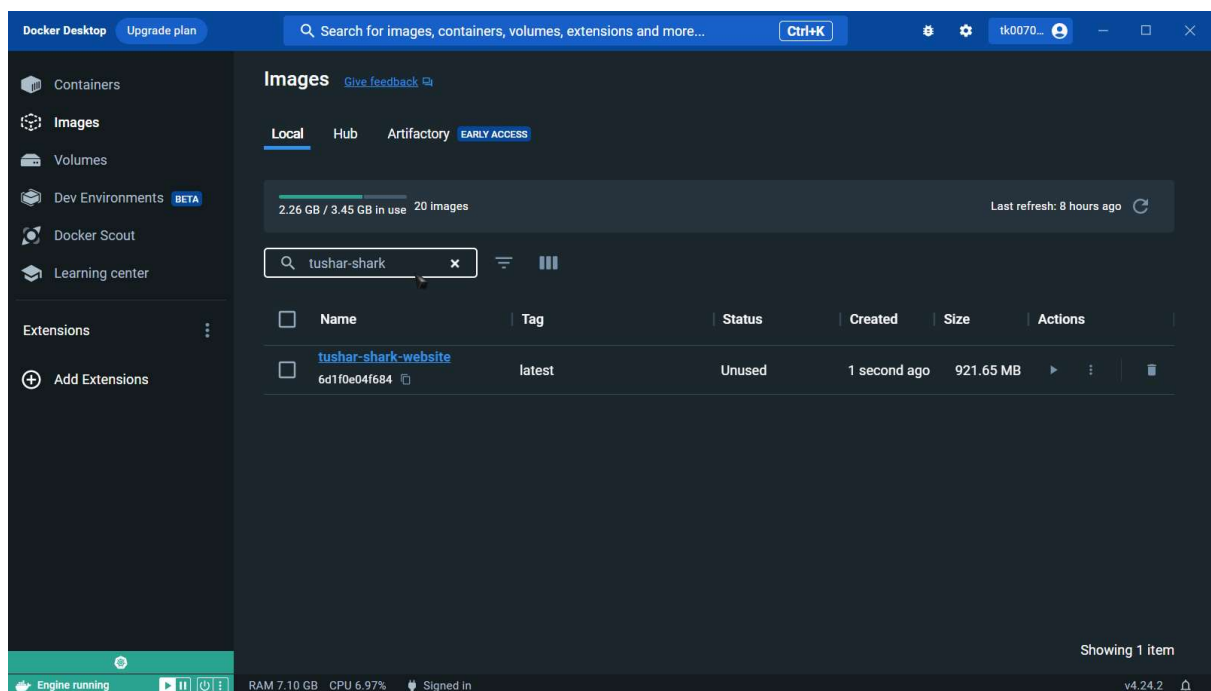 Docker Desktop Upgrade plan Search for images, containers, volumes, extensions and more... Ctrl+K tk0070...
Containers
Images
Volumes
Dev Environments BETA
Docker Scout
Learning center
Extensions
Add Extensions
Images Give feedback
Local Hub Artifactory EARLY ACCESS
2.26 GB / 3.45 GB in use 20 images Last refresh: 8 hours ago
tushar-shark
Name Tag Status Created Size Actions
tushar-shark-website
6d1f0e04f684 latest Unused 1 second ago 921.65 MB
Showing 1 item
Engine running RAM 7.10 GB CPU 6.97% Signed in v4.24.2